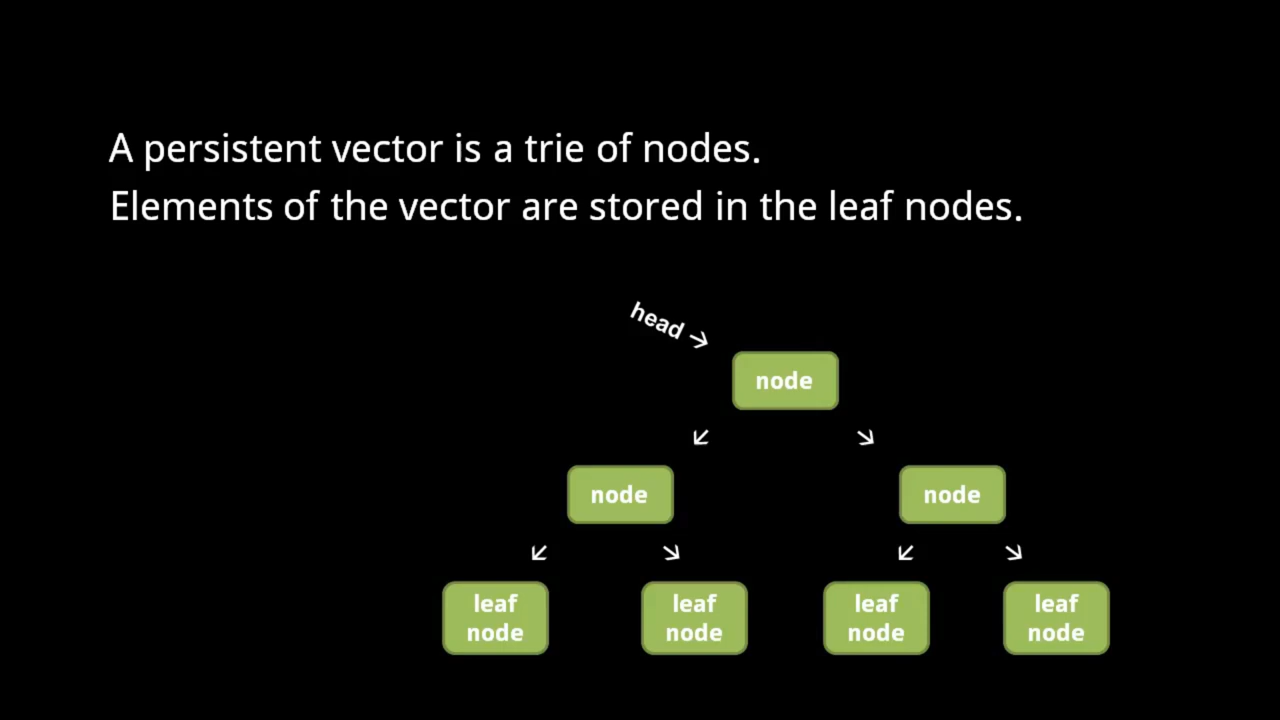 A persistent vector is a trie of nodes.
Elements of the vector are stored in the leaf nodes.
head →
node
node
node
leaf
node
leaf
node
leaf
node
leaf
node